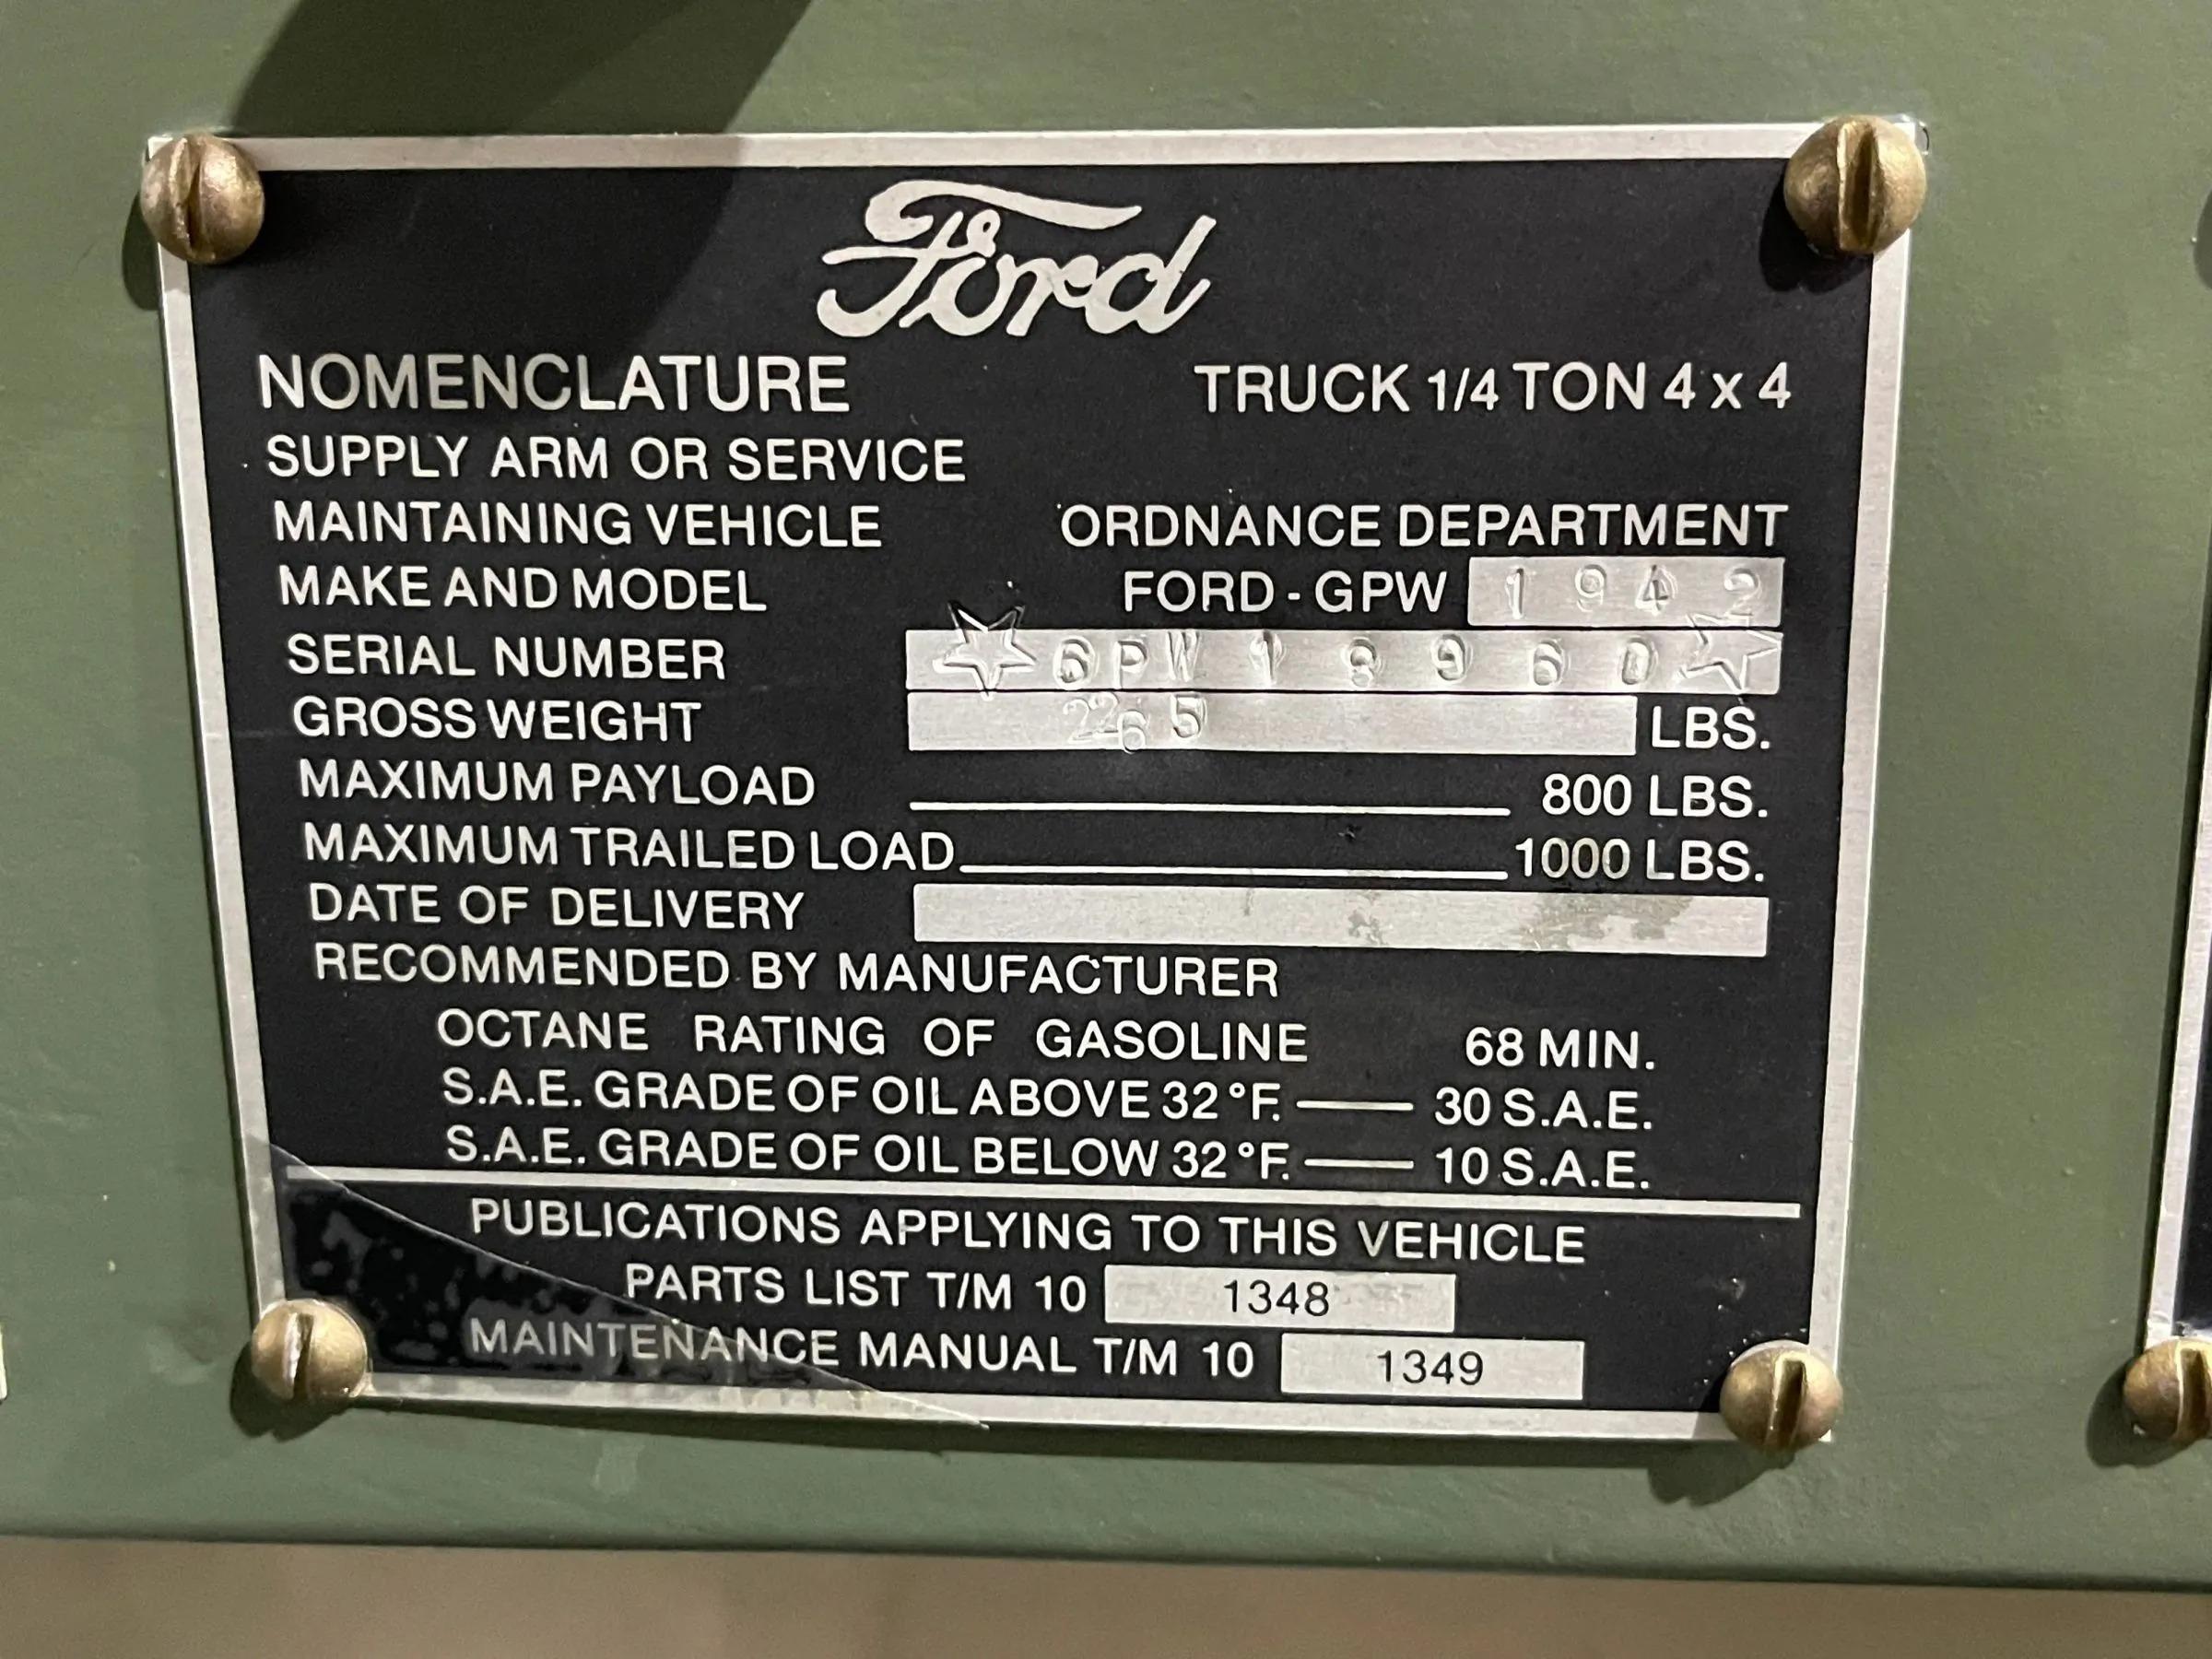 Ford
NOMENCLATURE TRUCK 1/4 TON 4 x 4
SUPPLY ARM OR SERVICE
MAINTAINING VEHICLE ORDNANCE DEPARTMENT
MAKE AND MODEL FORD - GPW 1942
SERIAL NUMBER
GROSS WEIGHT 2265 LBS.
MAXIMUM PAYLOAD 800 LBS.
MAXIMUM TRAILED LOAD 1000 LBS.
DATE OF DELIVERY
RECOMMENDED BY MANUFACTURER
OCTANE RATING OF GASOLINE 68 MIN.
S.A.E. GRADE OF OIL ABOVE 32°F. — 30 S.A.E.
S.A.E. GRADE OF OIL BELOW 32°F. — 10 S.A.E.
PUBLICATIONS APPLYING TO THIS VEHICLE
PARTS LIST T/M 10 1348
MAINTENANCE MANUAL T/M 10 1349